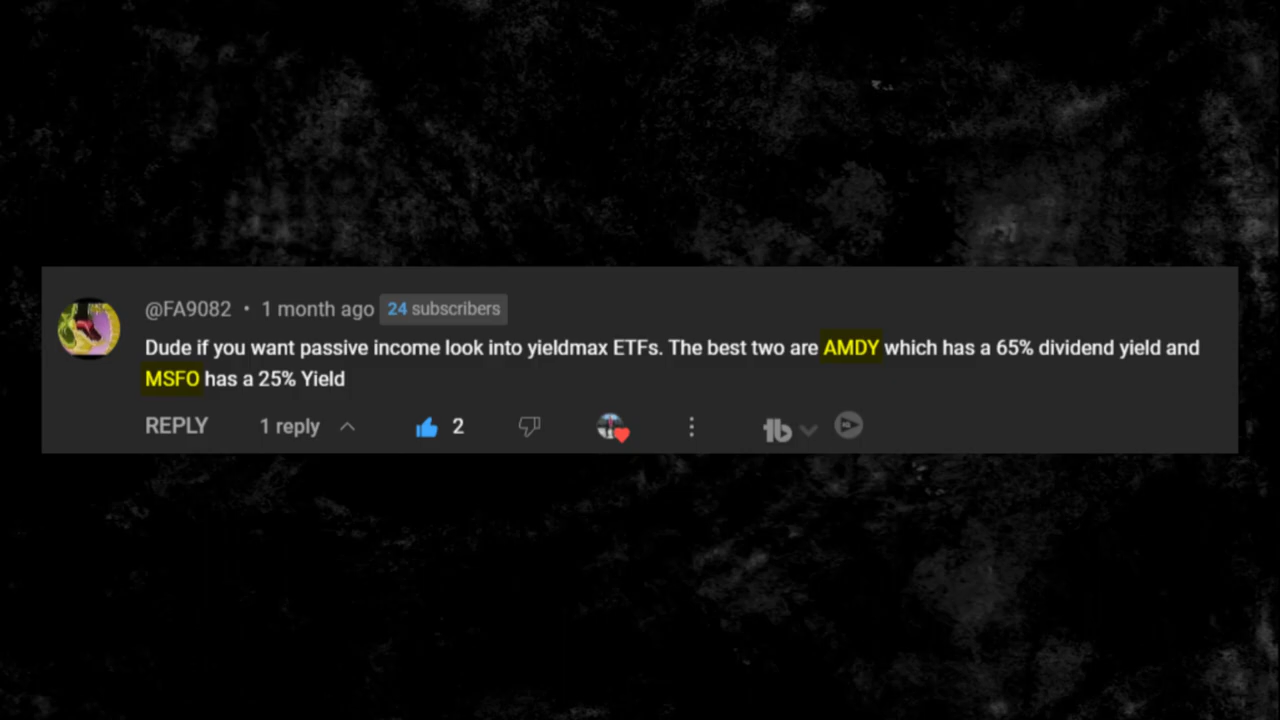 @FA9082 • 1 month ago 24 subscribers
Dude if you want passive income look into yieldmax ETFs. The best two are AMDY which has a 65% dividend yield and
MSFO has a 25% Yield
REPLY 1 reply 2 tb